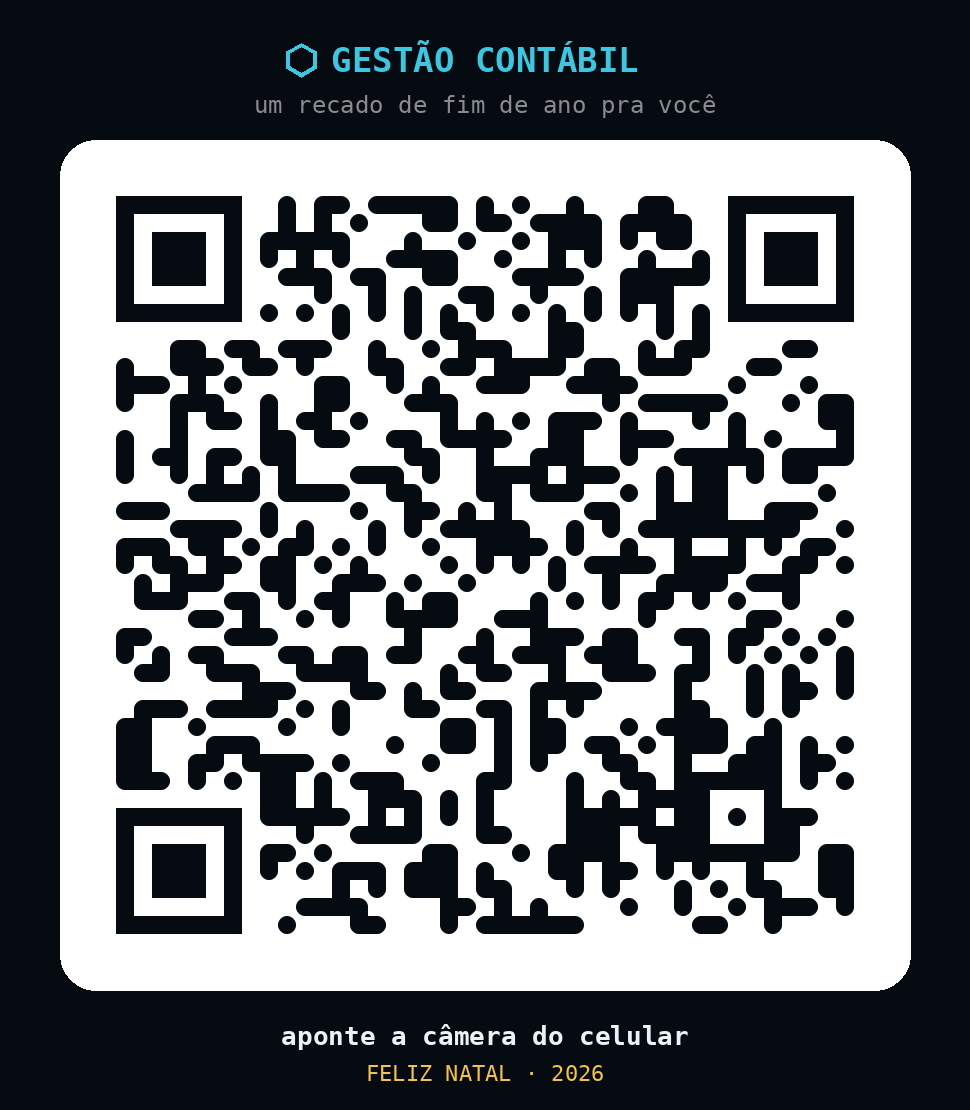 GESTÃO CONTÁBIL
um recado de fim de ano pra você
aponte a câmera do celular
FELIZ NATAL · 2026